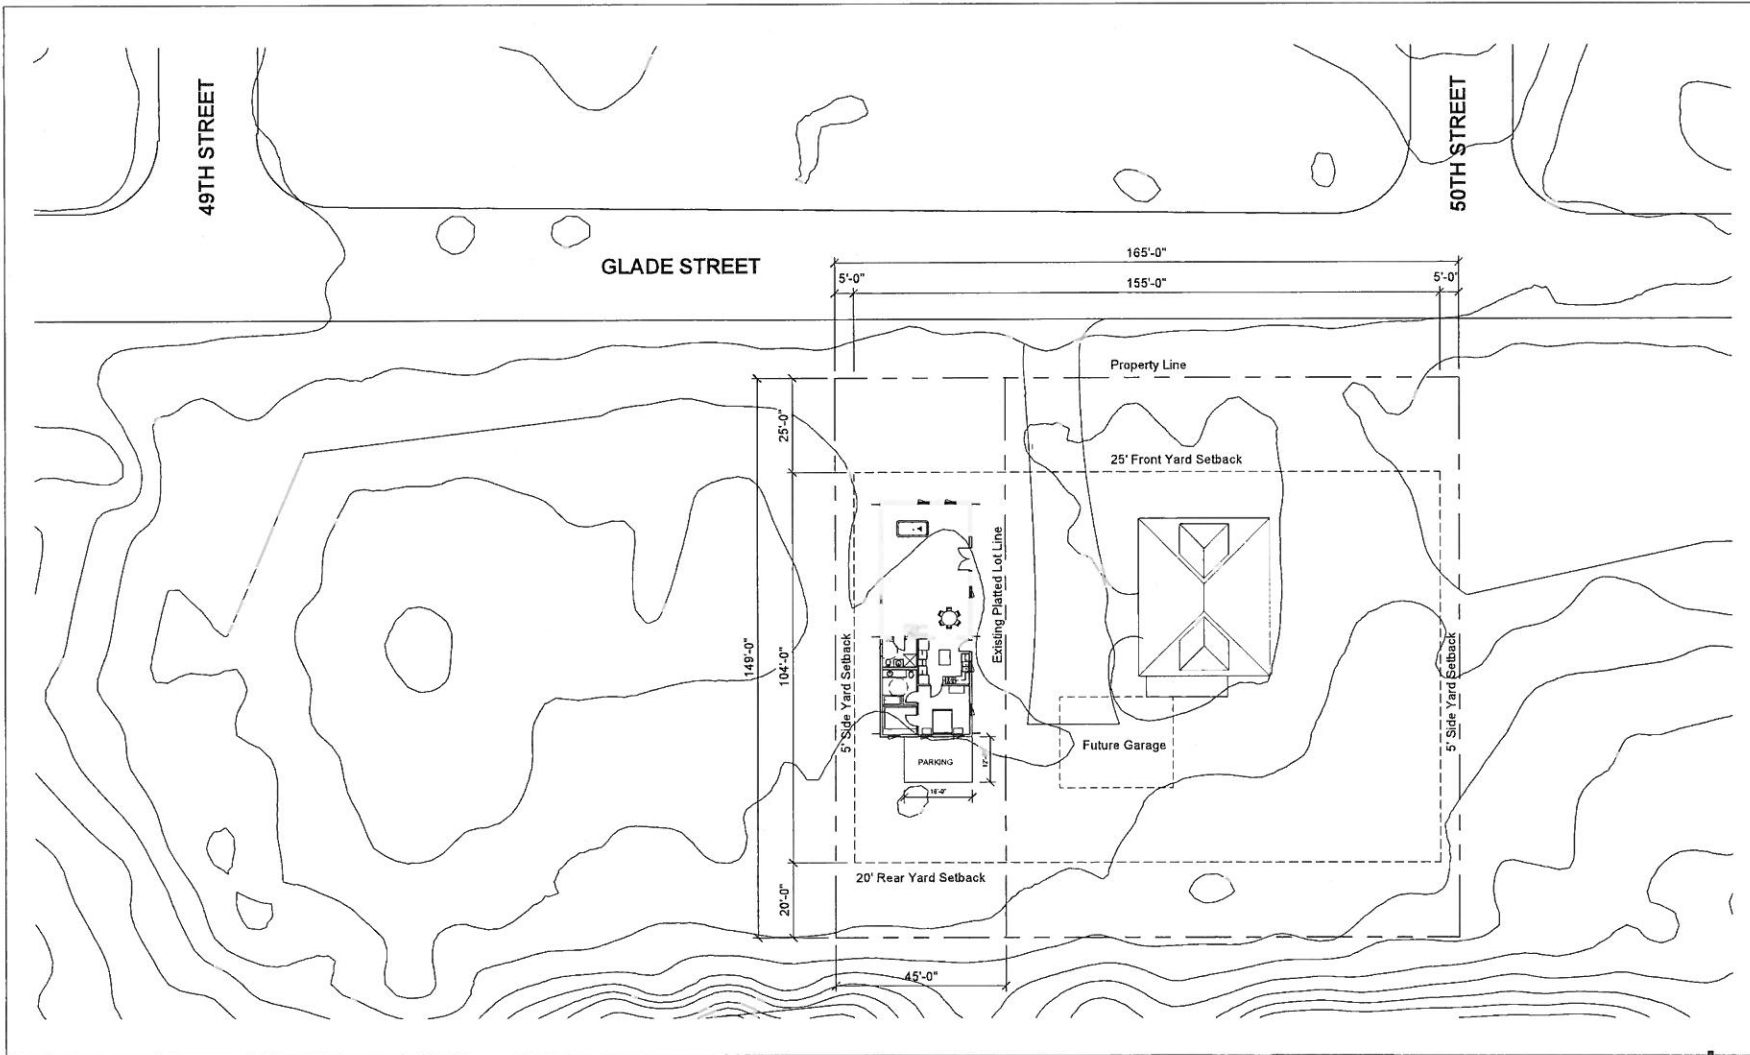 49TH STREET
50TH STREET
GLADE STREET
165'-0"
5'-0"
155'-0"
5'-0"
Property Line
25'-0"
25' Front Yard Setback
Existing Platted Lot Line
149'-0"
104'-0"
5' Side Yard Setback
5' Side Yard Setback
Future Garage
PARKING
18'-0"
20' Rear Yard Setback
20'-0"
45'-0"